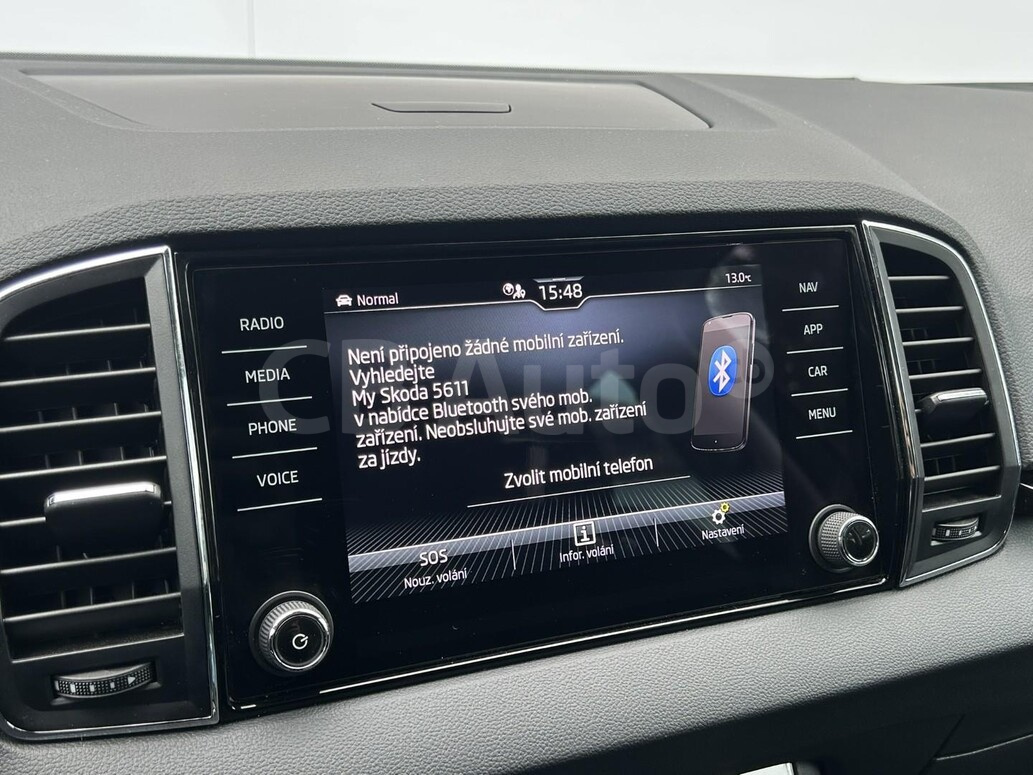 Normal
15:48
13.0°C
RADIO
MEDIA
PHONE
VOICE
Není připojeno žádné mobilní zařízení.
Vyhledejte
My Skoda 5611
v nabídce Bluetooth svého mob.
zařízení. Neobsluhujte své mob. zařízení
za jízdy.
Zvolit mobilní telefon
SOS
Nouz. volání
i
Infor. volání
Nastavení
NAV
APP
CAR
MENU
CB Auto®